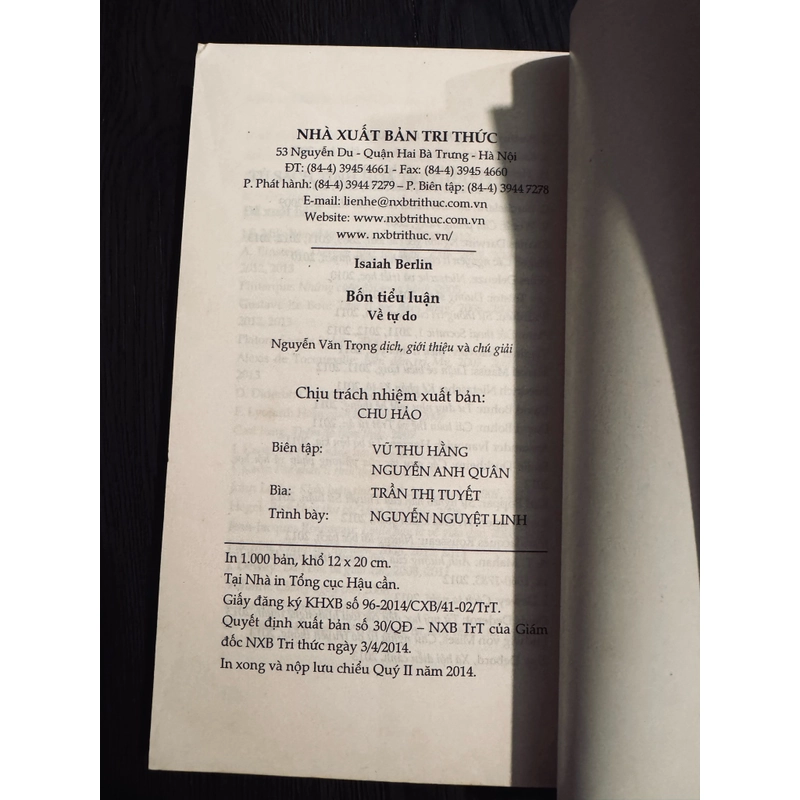 NHÀ XUẤT BẢN TRI THỨC
53 Nguyễn Du - Quận Hai Bà Trưng - Hà Nội
ĐT: (84-4) 3945 4661 - Fax: (84-4) 3945 4660
P. Phát hành: (84-4) 3944 7279 – P. Biên tập: (84-4) 3944 7278
E-mail: lienhe@nxbtrithuc.com.vn
Website: www.nxbtrithuc.com.vn
www. nxbtrithuc. vn/
Isaiah Berlin
Bốn tiểu luận
Về tự do
Nguyễn Văn Trọng dịch, giới thiệu và chú giải
Chịu trách nhiệm xuất bản:
CHU HẢO
Biên tập: VŨ THU HẰNG
NGUYỄN ANH QUÂN
Bìa: TRẦN THỊ TUYẾT
Trình bày: NGUYỄN NGUYỆT LINH
In 1.000 bản, khổ 12 x 20 cm.
Tại Nhà in Tổng cục Hậu cần.
Giấy đăng ký KHXB số 96-2014/CXB/41-02/TrT.
Quyết định xuất bản số 30/QĐ – NXB TrT của Giám
đốc NXB Tri thức ngày 3/4/2014.
In xong và nộp lưu chiểu Quý II năm 2014.